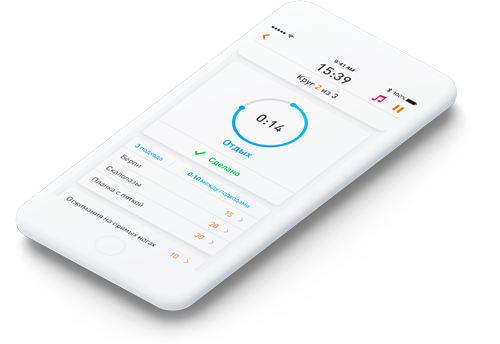 9:41 AM
100%
15:39
Круг 2 из 3
0:14
Отдых
Сделано
3 подхода
0:10 между подходами
Берпи 15
Скалолазы 20
Планка с пяткой 30
Отжимания на прямых ногах 10